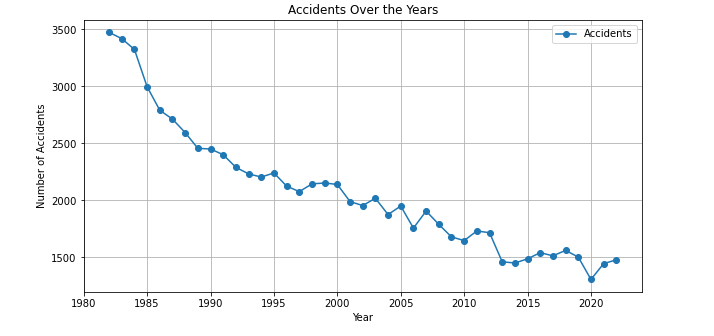 Accidents Over the Years
Accidents
Number of Accidents
3500
3000
2500
2000
1500
1980 1985 1990 1995 2000 2005 2010 2015 2020
Year